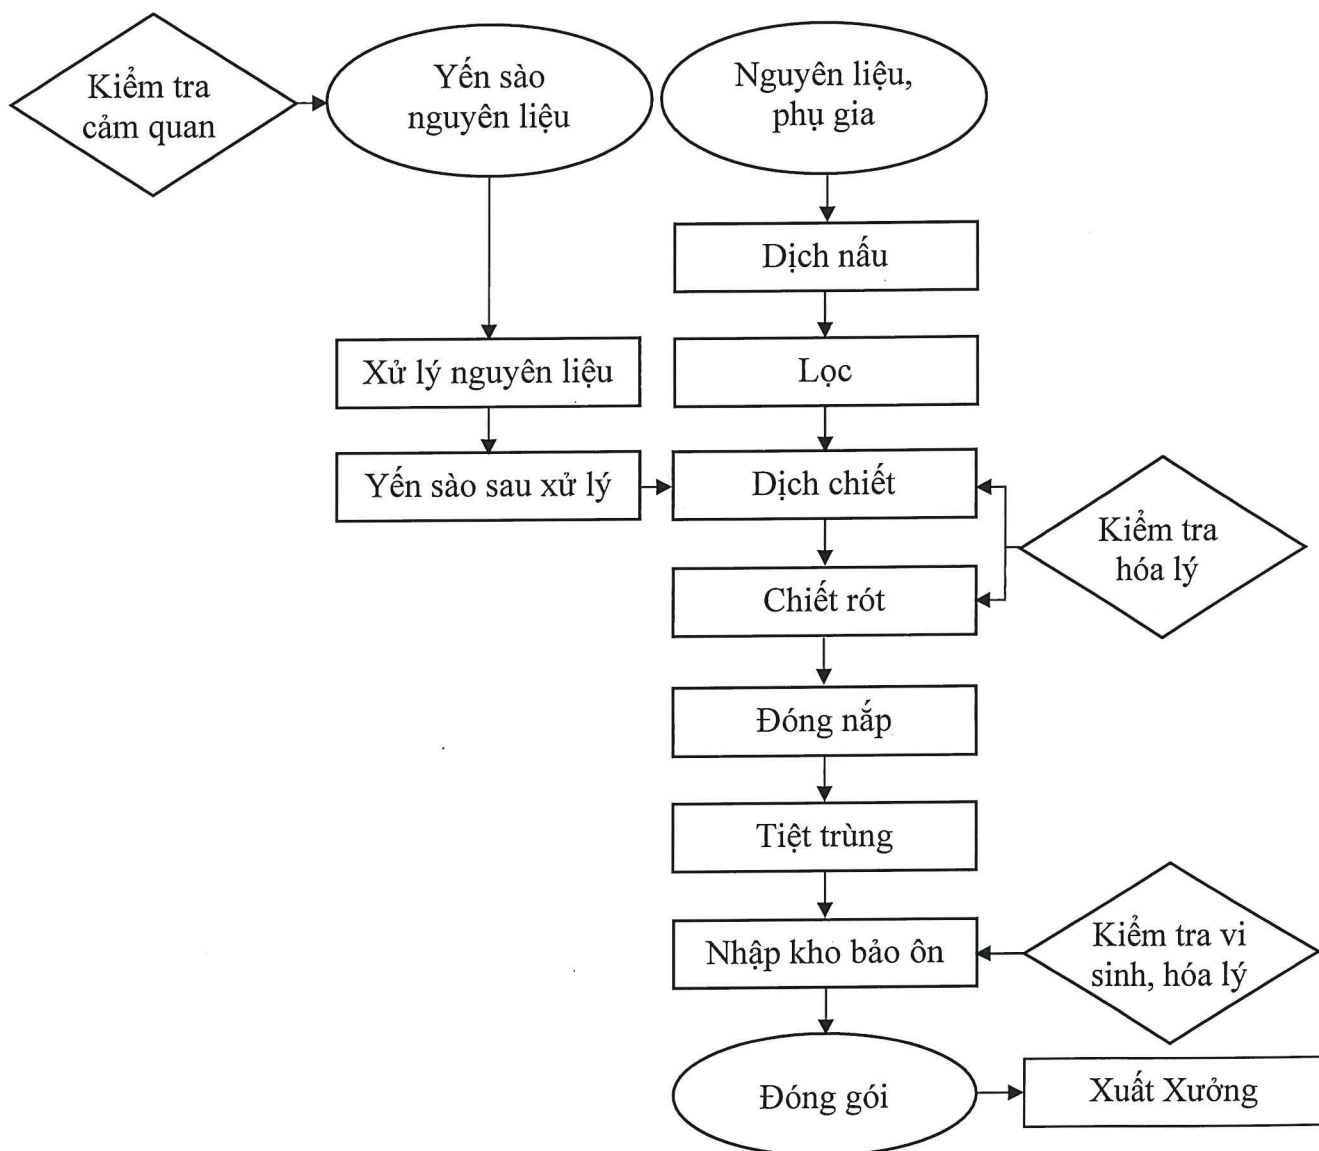 Kiểm tra
cảm quan
Yến sào
nguyên liệu
Nguyên liệu,
phụ gia
Dịch nấu
Xử lý nguyên liệu
Lọc
Yến sào sau xử lý
Dịch chiết
Kiểm tra
hóa lý
Chiết rót
Đóng nắp
Tiệt trùng
Nhập kho bảo ôn
Kiểm tra vi
sinh, hóa lý
Đóng gói
Xuất Xưởng